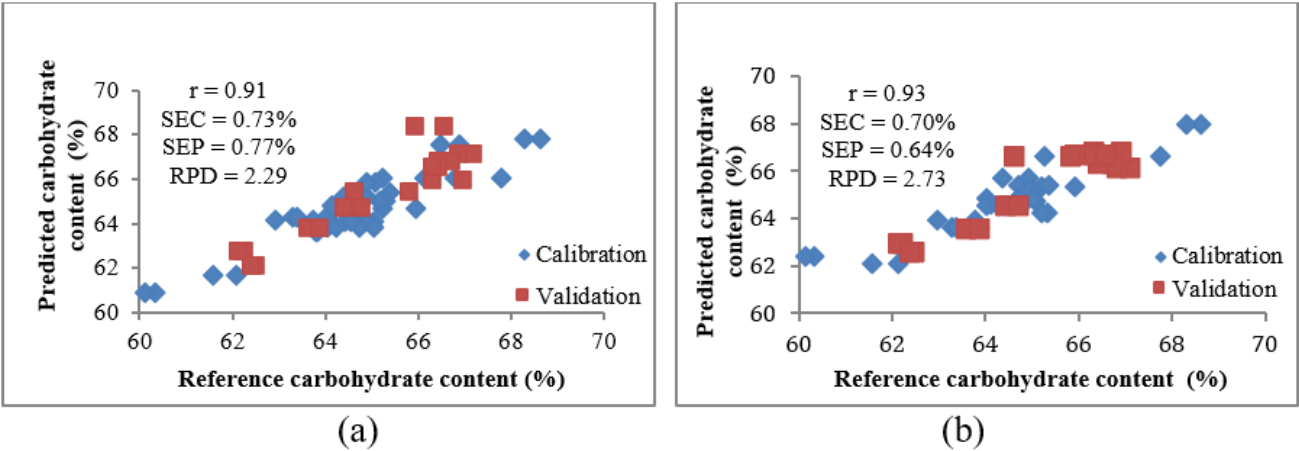 r = 0.91
SEC = 0.73%
SEP = 0.77%
RPD = 2.29
Predicted carbohydrate
content (%)
70
68
66
64
62
60
60 62 64 66 68 70
Reference carbohydrate content (%)
Calibration
Validation
(a)
r = 0.93
SEC = 0.70%
SEP = 0.64%
RPD = 2.73
Predicted carbohydrate
content (%)
70
68
66
64
62
60
60 62 64 66 68 70
Reference carbohydrate content (%)
Calibration
Validation
(b)